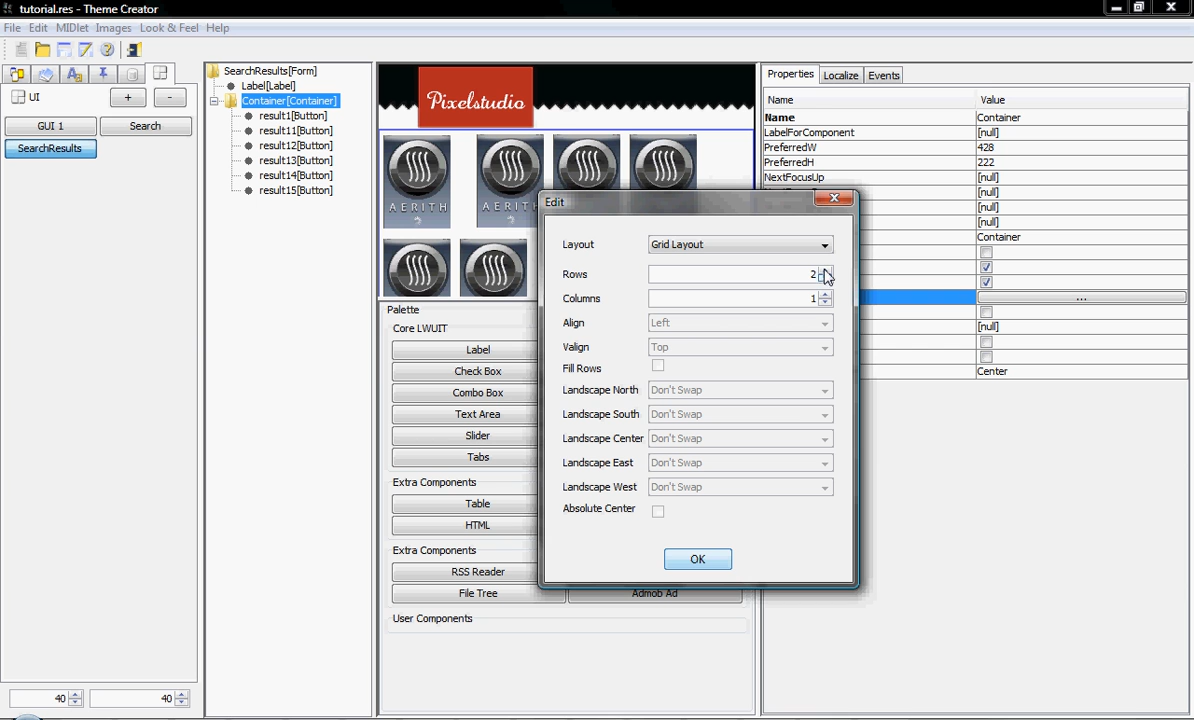 tutorial.res - Theme Creator
File Edit MIDlet Images Look & Feel Help
UI + -
GUI 1 Search
SearchResults
40 40
SearchResults[Form]
Label[Label]
Container[Container]
result1[Button]
result11[Button]
result12[Button]
result13[Button]
result14[Button]
result15[Button]
Pixelstudio
AERITH AERITH
Palette
Core LWUIT
Label
Check Box
Combo Box
Text Area
Slider
Tabs
Extra Components
Table
HTML
Extra Components
RSS Reader
File Tree Admob Ad
User Components
Edit
Layout Grid Layout
Rows 2
Columns 1
Align Left
Valign Top
Fill Rows
Landscape North Don't Swap
Landscape South Don't Swap
Landscape Center Don't Swap
Landscape East Don't Swap
Landscape West Don't Swap
Absolute Center
OK
Properties Localize Events
Name Value
Name Container
LabelForComponent [null]
PreferredW 428
PreferredH 222
NextFocusUp [null]
[null]
[null]
[null]
Container
...
[null]
Center